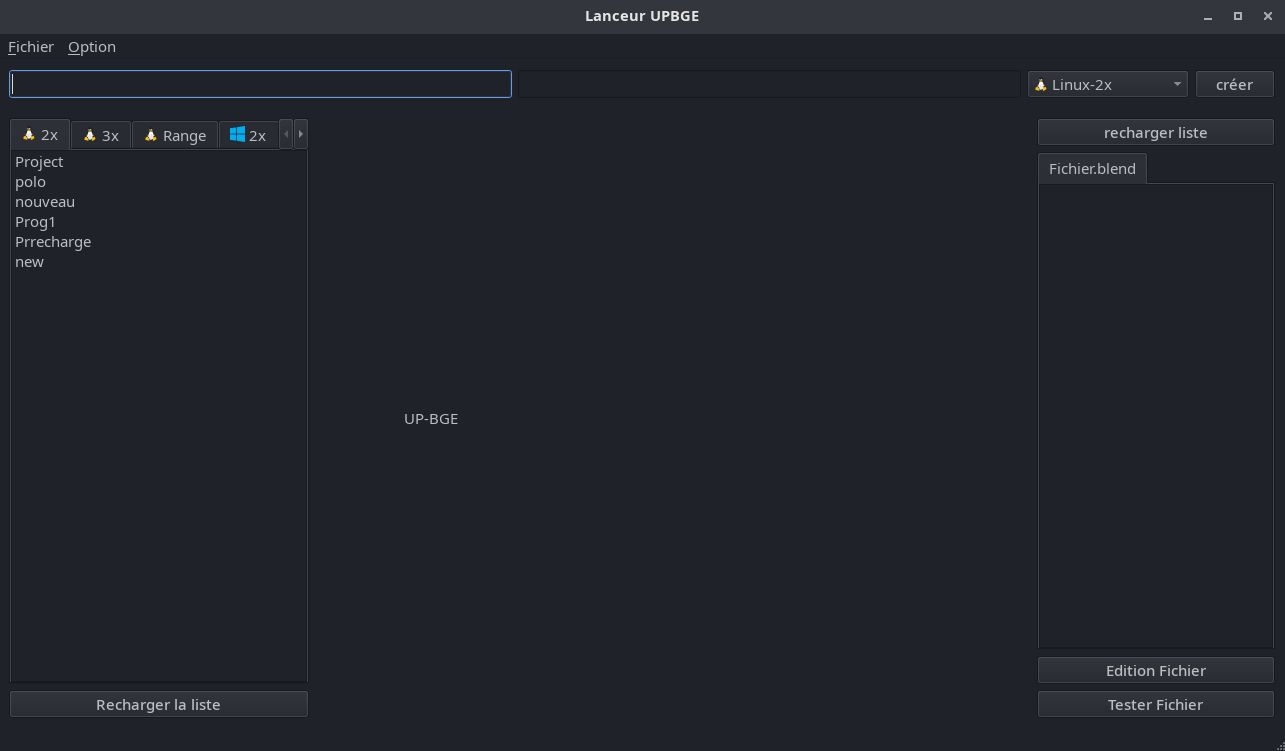 Lanceur UPBGE
Fichier Option
Linux-2x créer
2x 3x Range 2x
recharger liste
Fichier.blend
Project
polo
nouveau
Prog1
Prrecharge
new
UP-BGE
Edition Fichier
Recharger la liste
Tester Fichier